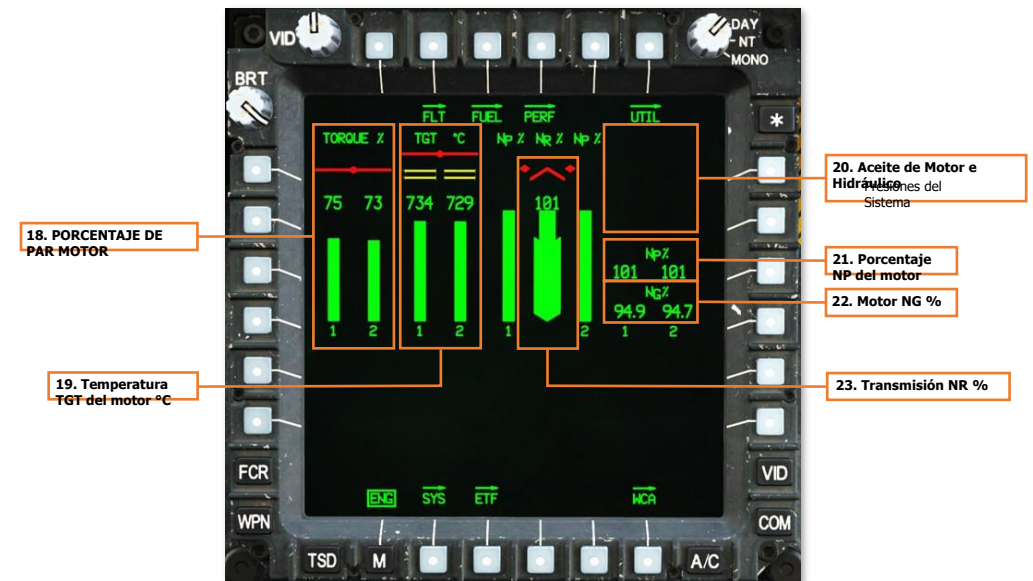 VID
DAY
NT
MONO
BRT
FLT FUEL PERF UTIL
*
TORQUE % TGT °C NP % NR % NP %
75 73 734 729 101
20. Aceite de Motor e
Hidráulico
Presiones del
Sistema
18. PORCENTAJE DE
PAR MOTOR
NP%
101 101
21. Porcentaje
NP del motor
NG%
94.9 94.7
22. Motor NG %
1 2 1 2 1 2 1 2
19. Temperatura
TGT del motor °C
23. Transmisión NR %
FCR
VID
ENG SYS ETF WCA
WPN
COM
TSD M A/C